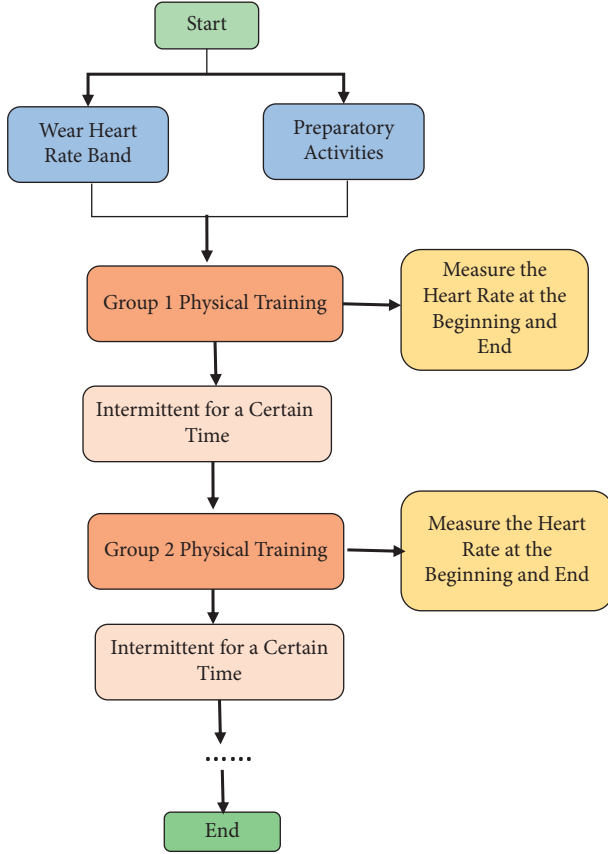 Start
Wear Heart
Rate Band
Preparatory
Activities
Group 1 Physical Training
Measure the
Heart Rate at the
Beginning and
End
Intermittent for a Certain
Time
Group 2 Physical Training
Measure the Heart
Rate at the
Beginning and End
Intermittent for a Certain
Time
......
End